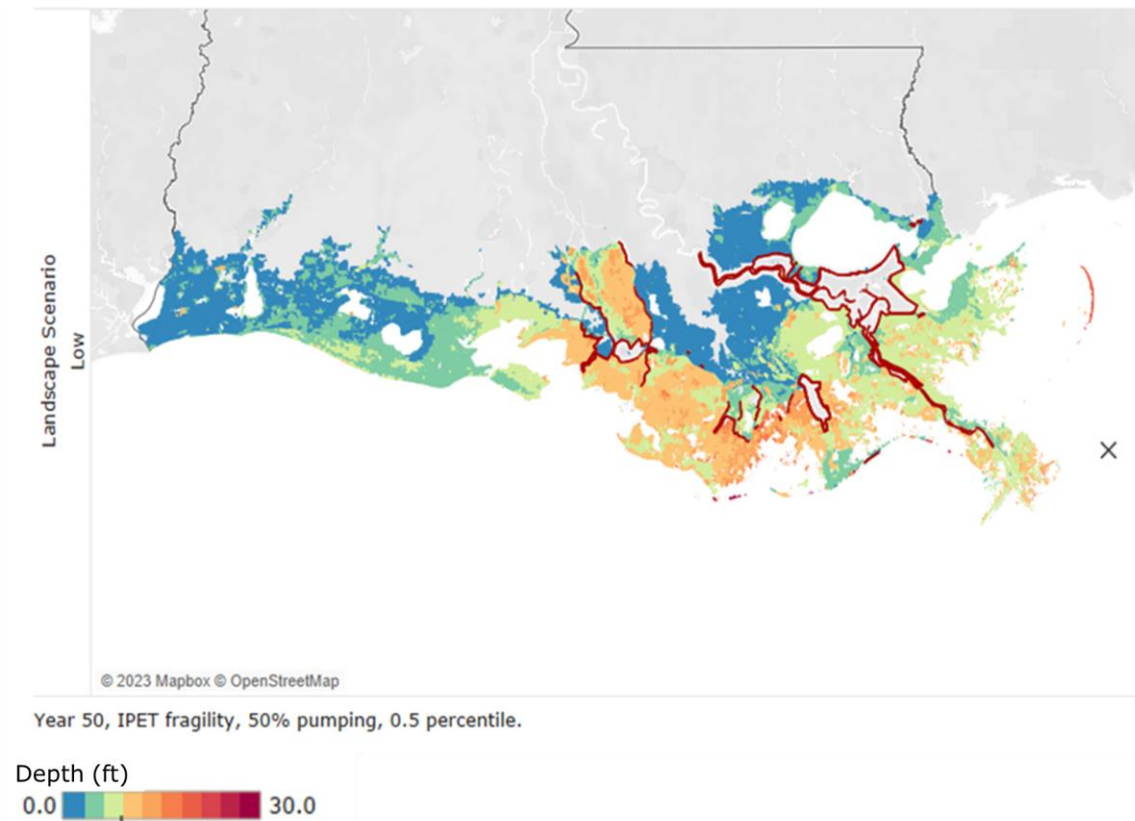 Landscape Scenario
Low
© 2023 Mapbox © OpenStreetMap
Year 50, IPET fragility, 50% pumping, 0.5 percentile.
Depth (ft)
0.0 30.0